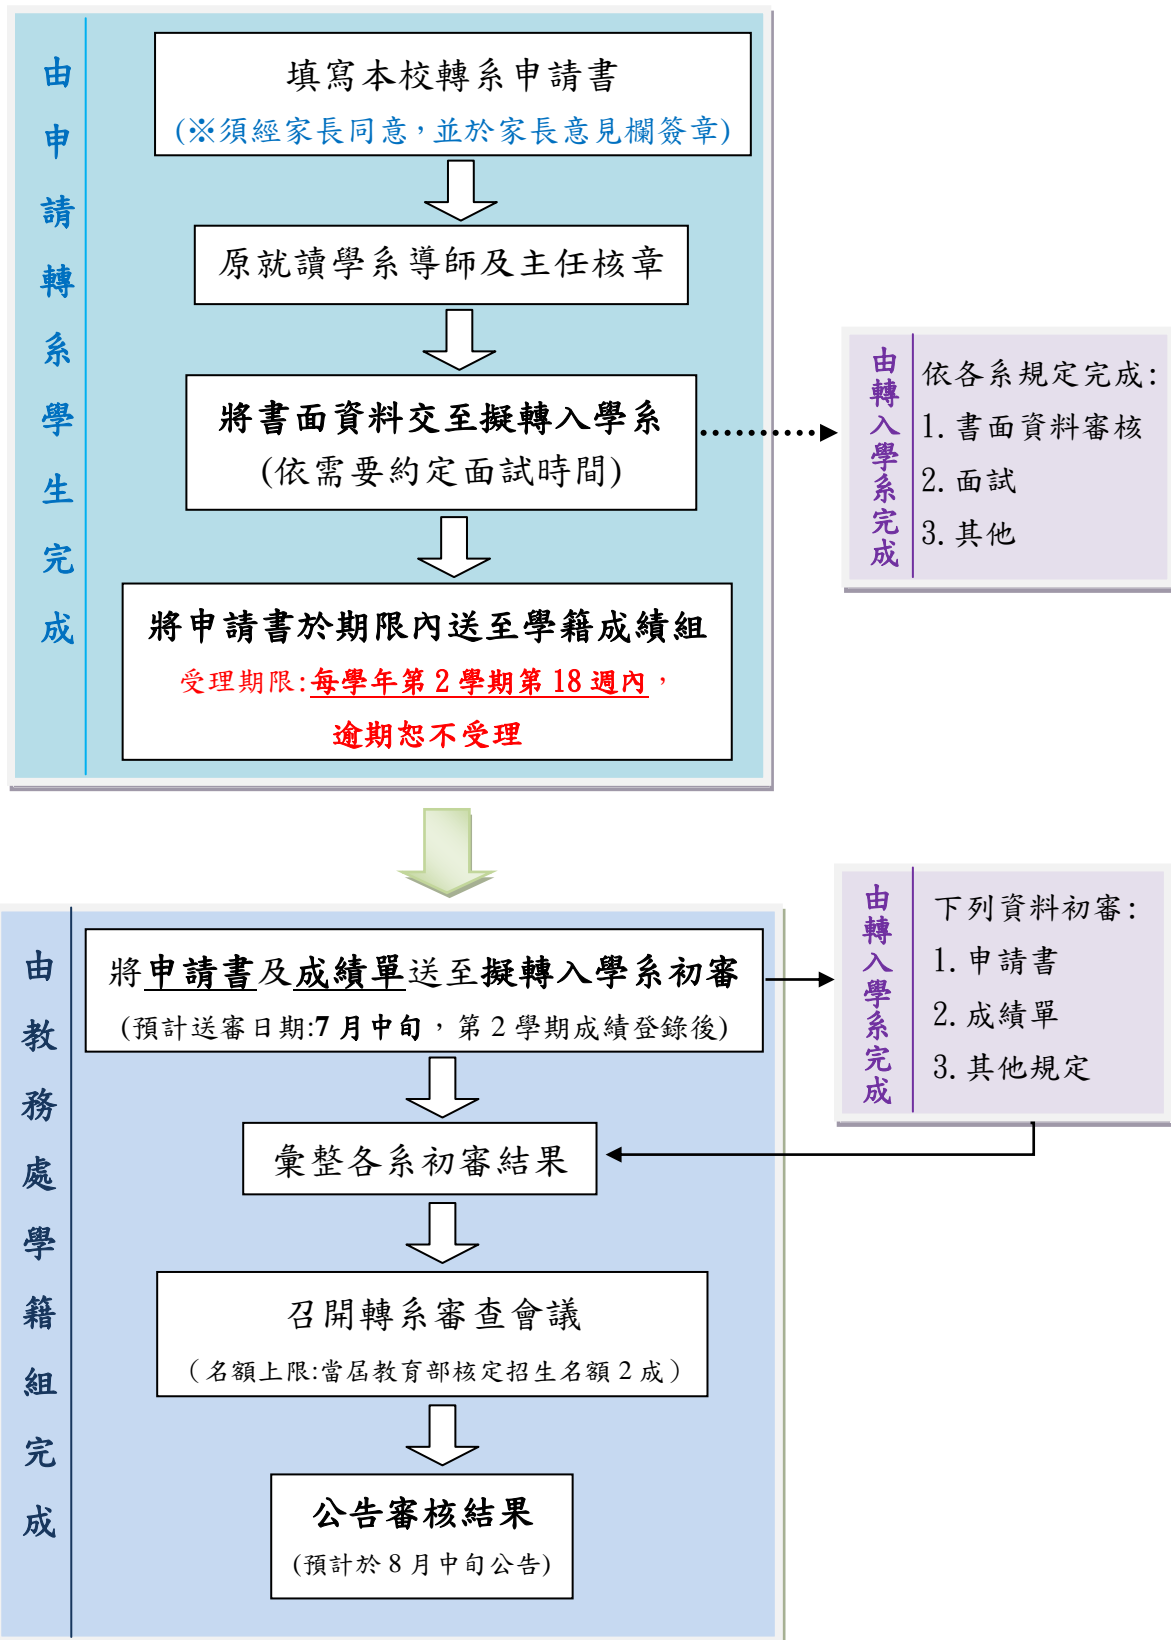 由申請轉系學生完成
填寫本校轉系申請書
(※須經家長同意，並於家長意見欄簽章)
原就讀學系導師及主任核章
將書面資料交至擬轉入學系
(依需要約定面試時間)
由轉入學系完成
依各系規定完成:
1.書面資料審核
2.面試
3.其他
將申請書於期限內送至學籍成績組
受理期限:每學年第 2 學期第 18 週內，
逾期恕不受理
由教務處學籍組完成
將申請書及成績單送至擬轉入學系初審
(預計送審日期:7 月中旬，第 2 學期成績登錄後)
由轉入學系完成
下列資料初審:
1.申請書
2.成績單
3.其他規定
彙整各系初審結果
召開轉系審查會議
（名額上限:當屆教育部核定招生名額 2 成）
公告審核結果
(預計於 8 月中旬公告)